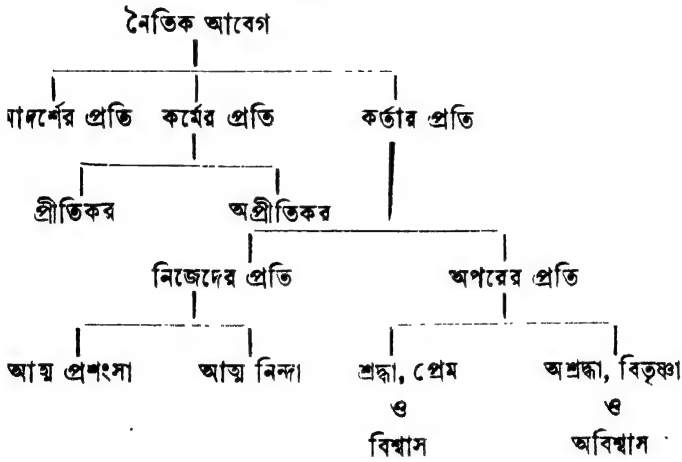 নৈতিক আবেগ
আদর্শের প্রতি কর্মের প্রতি কর্তার প্রতি
প্রীতিকর অপ্রীতিকর
নিজেদের প্রতি অপরের প্রতি
আত্ম প্রশংসা আত্ম নিন্দা শ্রদ্ধা, প্রেম অশ্রদ্ধা, বিতৃষ্ণা
ও ও
বিশ্বাস অবিশ্বাস